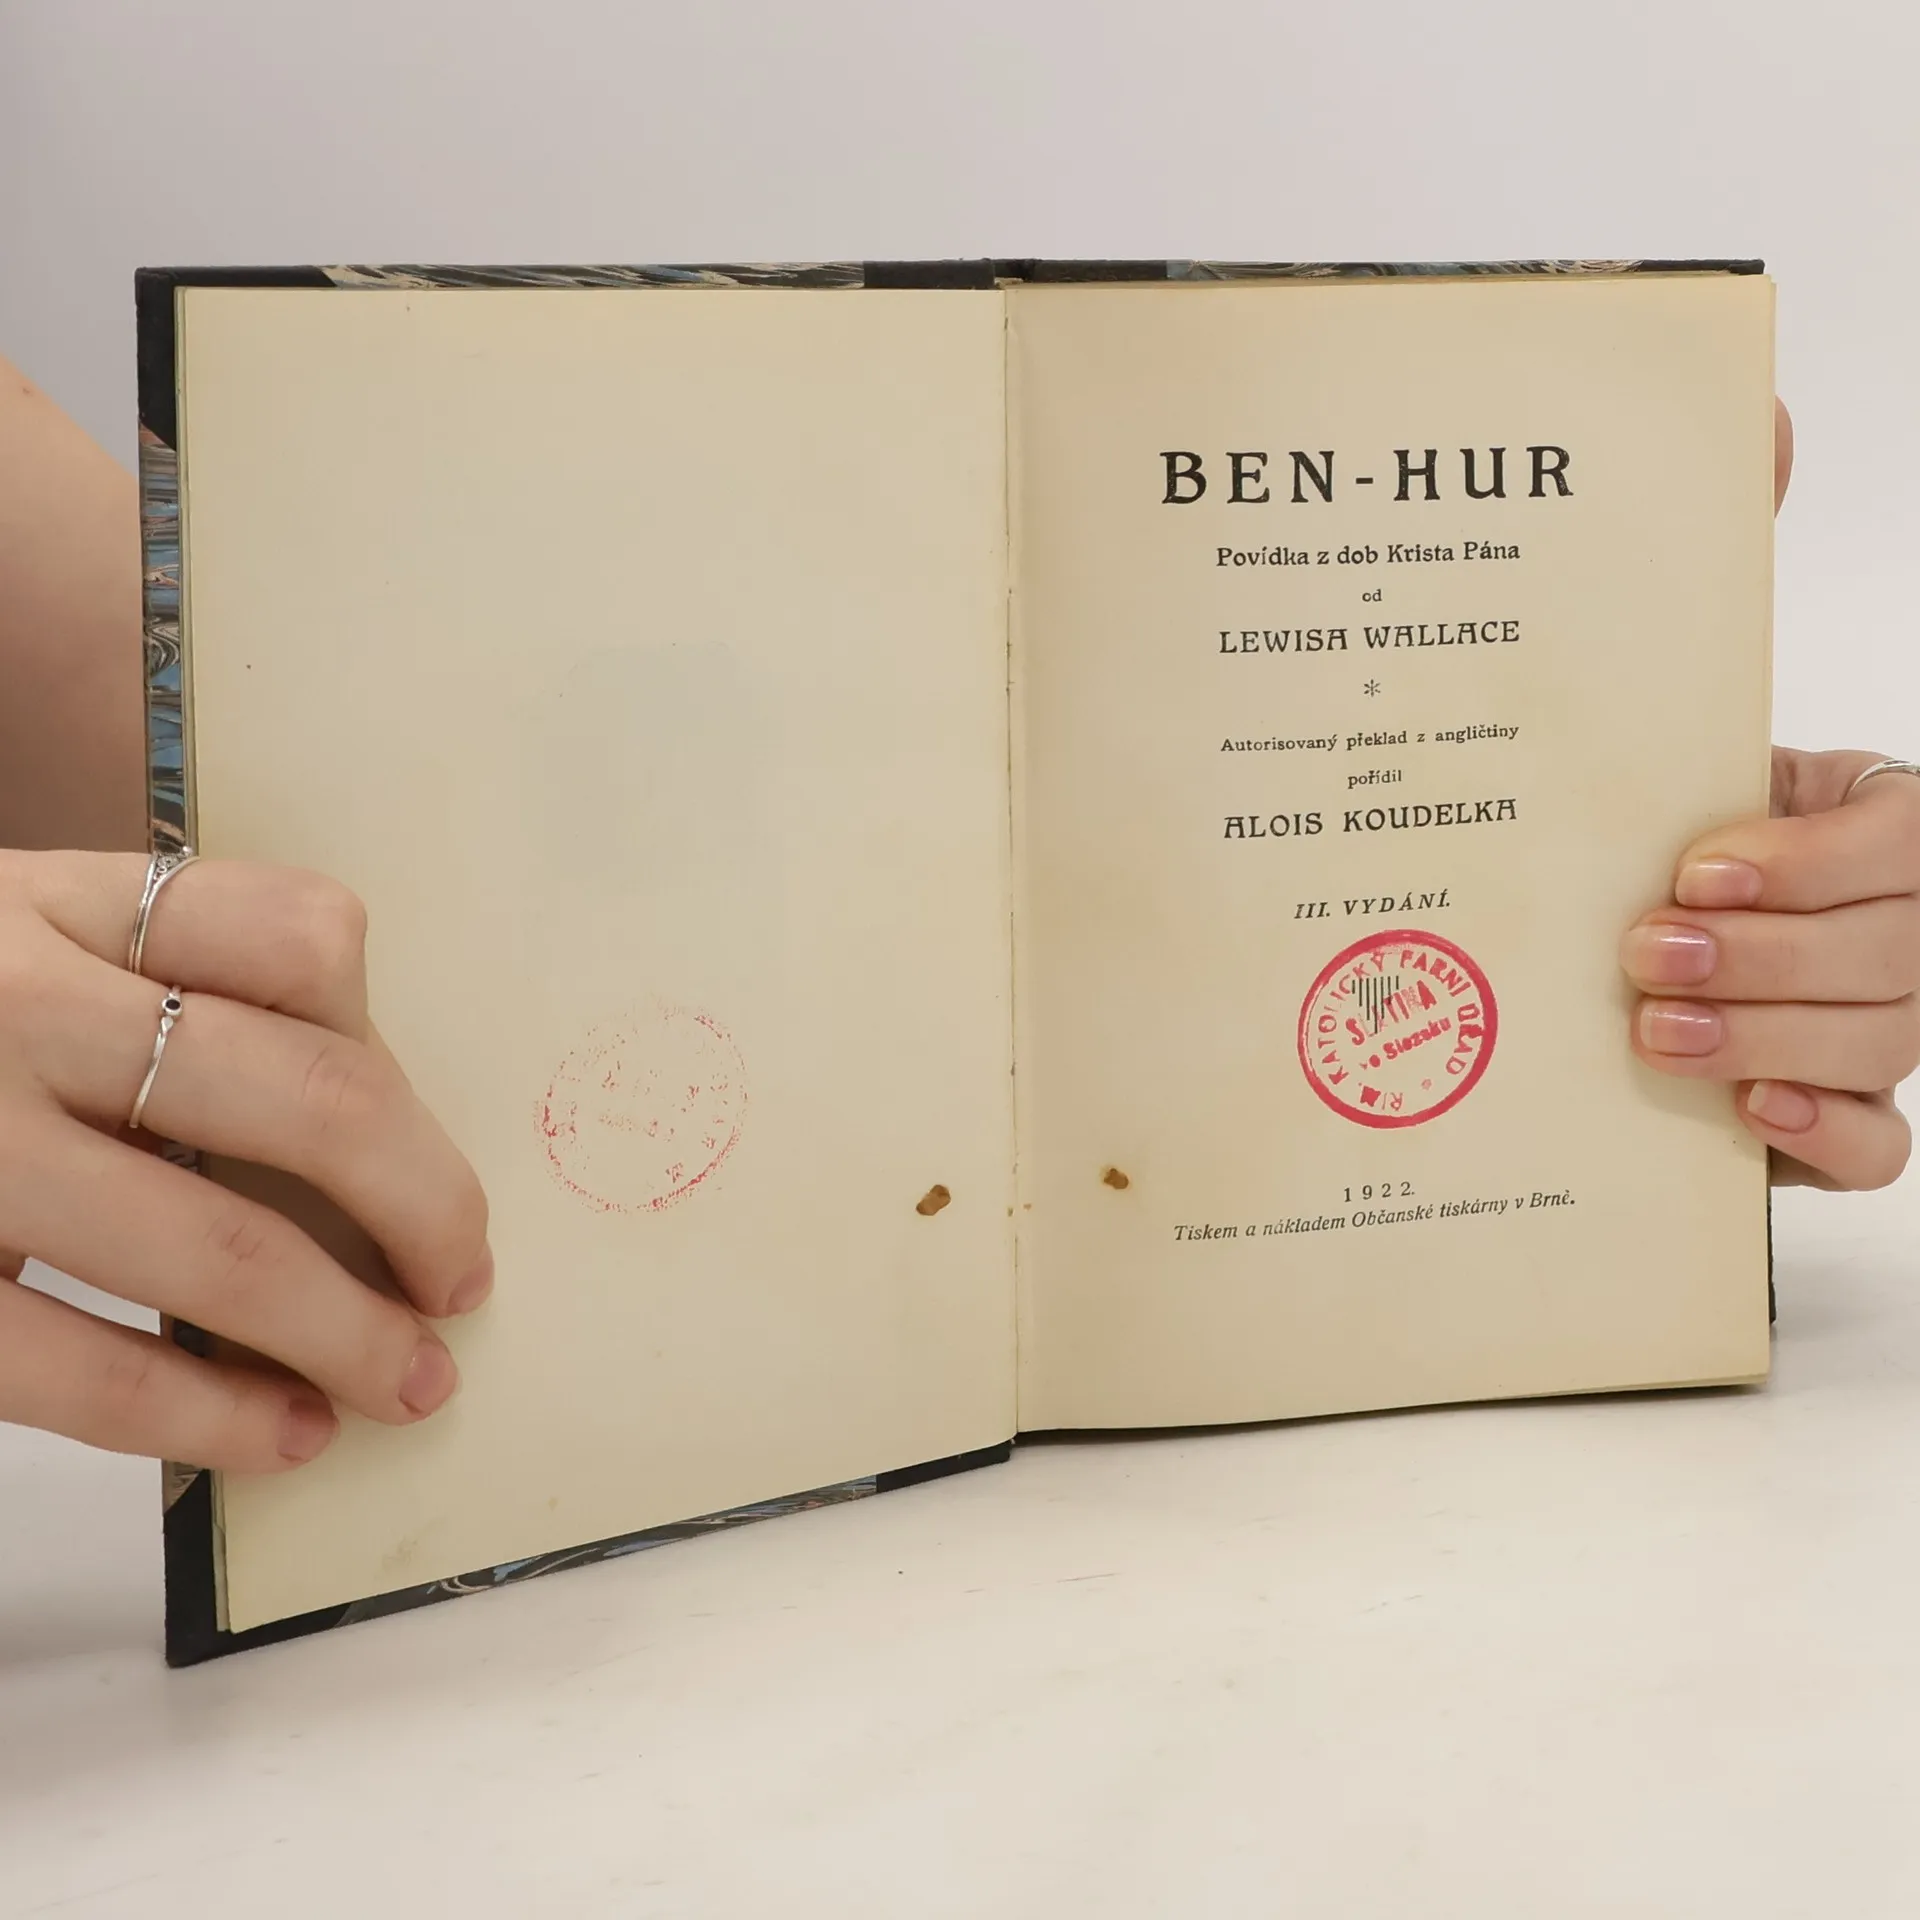 BEN-HUR
Povídka z dob Krista Pána
od
LEWISA WALLACE
*
Autorisovaný překlad z angličtiny
pořídil
ALOIS KOUDELKA
III. VYDÁNÍ.
ŘÍM. KATOLICKÝ FARNÍ ÚŘAD
SLATINA
ve Slezsku
1922.
Tiskem a nákladem Občanské tiskárny v Brně.